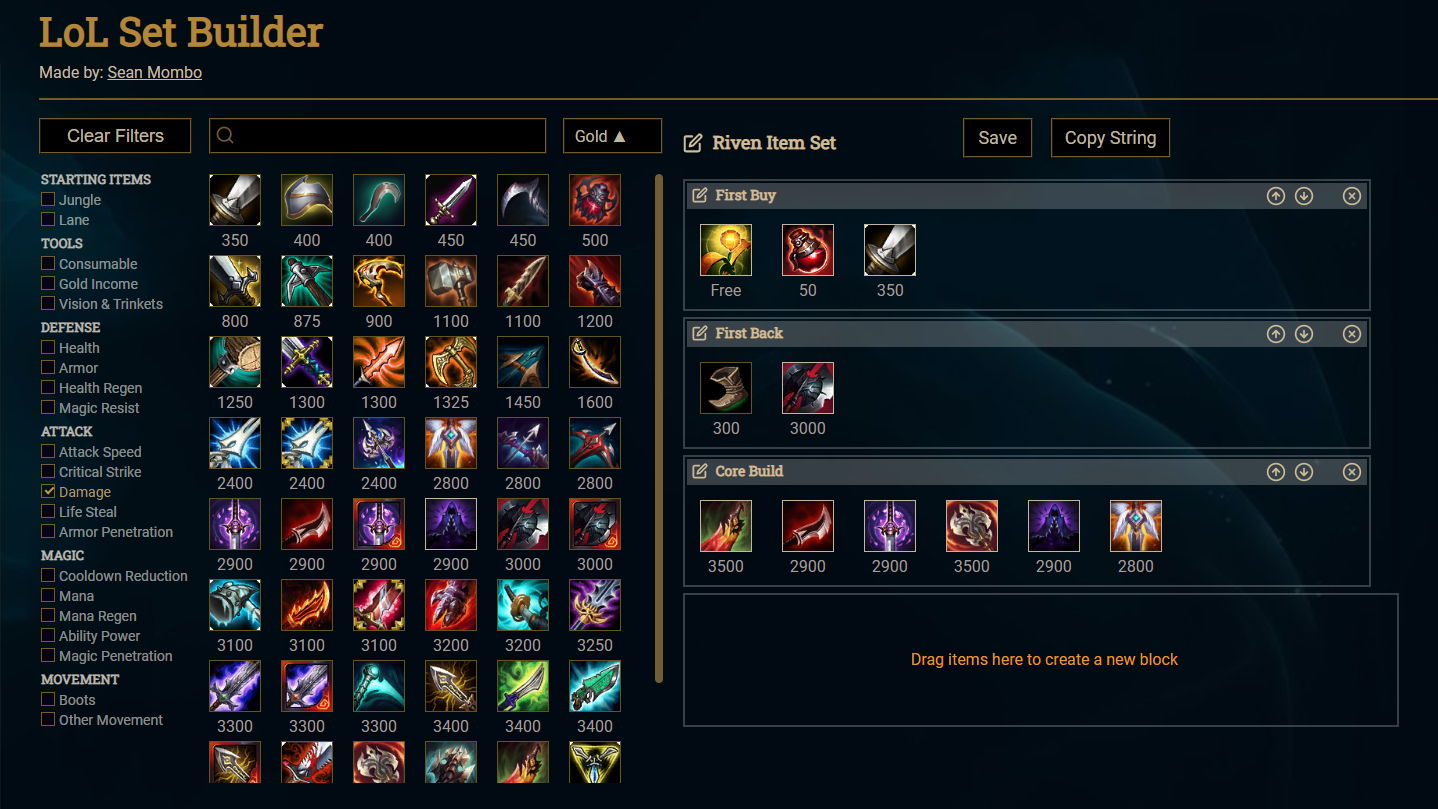 LoL Set Builder
Made by: Sean Mombo
Clear Filters
Gold ▲
STARTING ITEMS
Jungle
Lane
TOOLS
Consumable
Gold Income
Vision & Trinkets
DEFENSE
Health
Armor
Health Regen
Magic Resist
ATTACK
Attack Speed
Critical Strike
Damage
Life Steal
Armor Penetration
MAGIC
Cooldown Reduction
Mana
Mana Regen
Ability Power
Magic Penetration
MOVEMENT
Boots
Other Movement
350 400 400 450 450 500
800 875 900 1100 1100 1200
1250 1300 1300 1325 1450 1600
2400 2400 2400 2800 2800 2800
2900 2900 2900 2900 3000 3000
3100 3100 3100 3200 3200 3250
3300 3300 3300 3400 3400 3400
Riven Item Set
Save
Copy String
First Buy
Free 50 350
First Back
300 3000
Core Build
3500 2900 2900 3500 2900 2800
Drag items here to create a new block